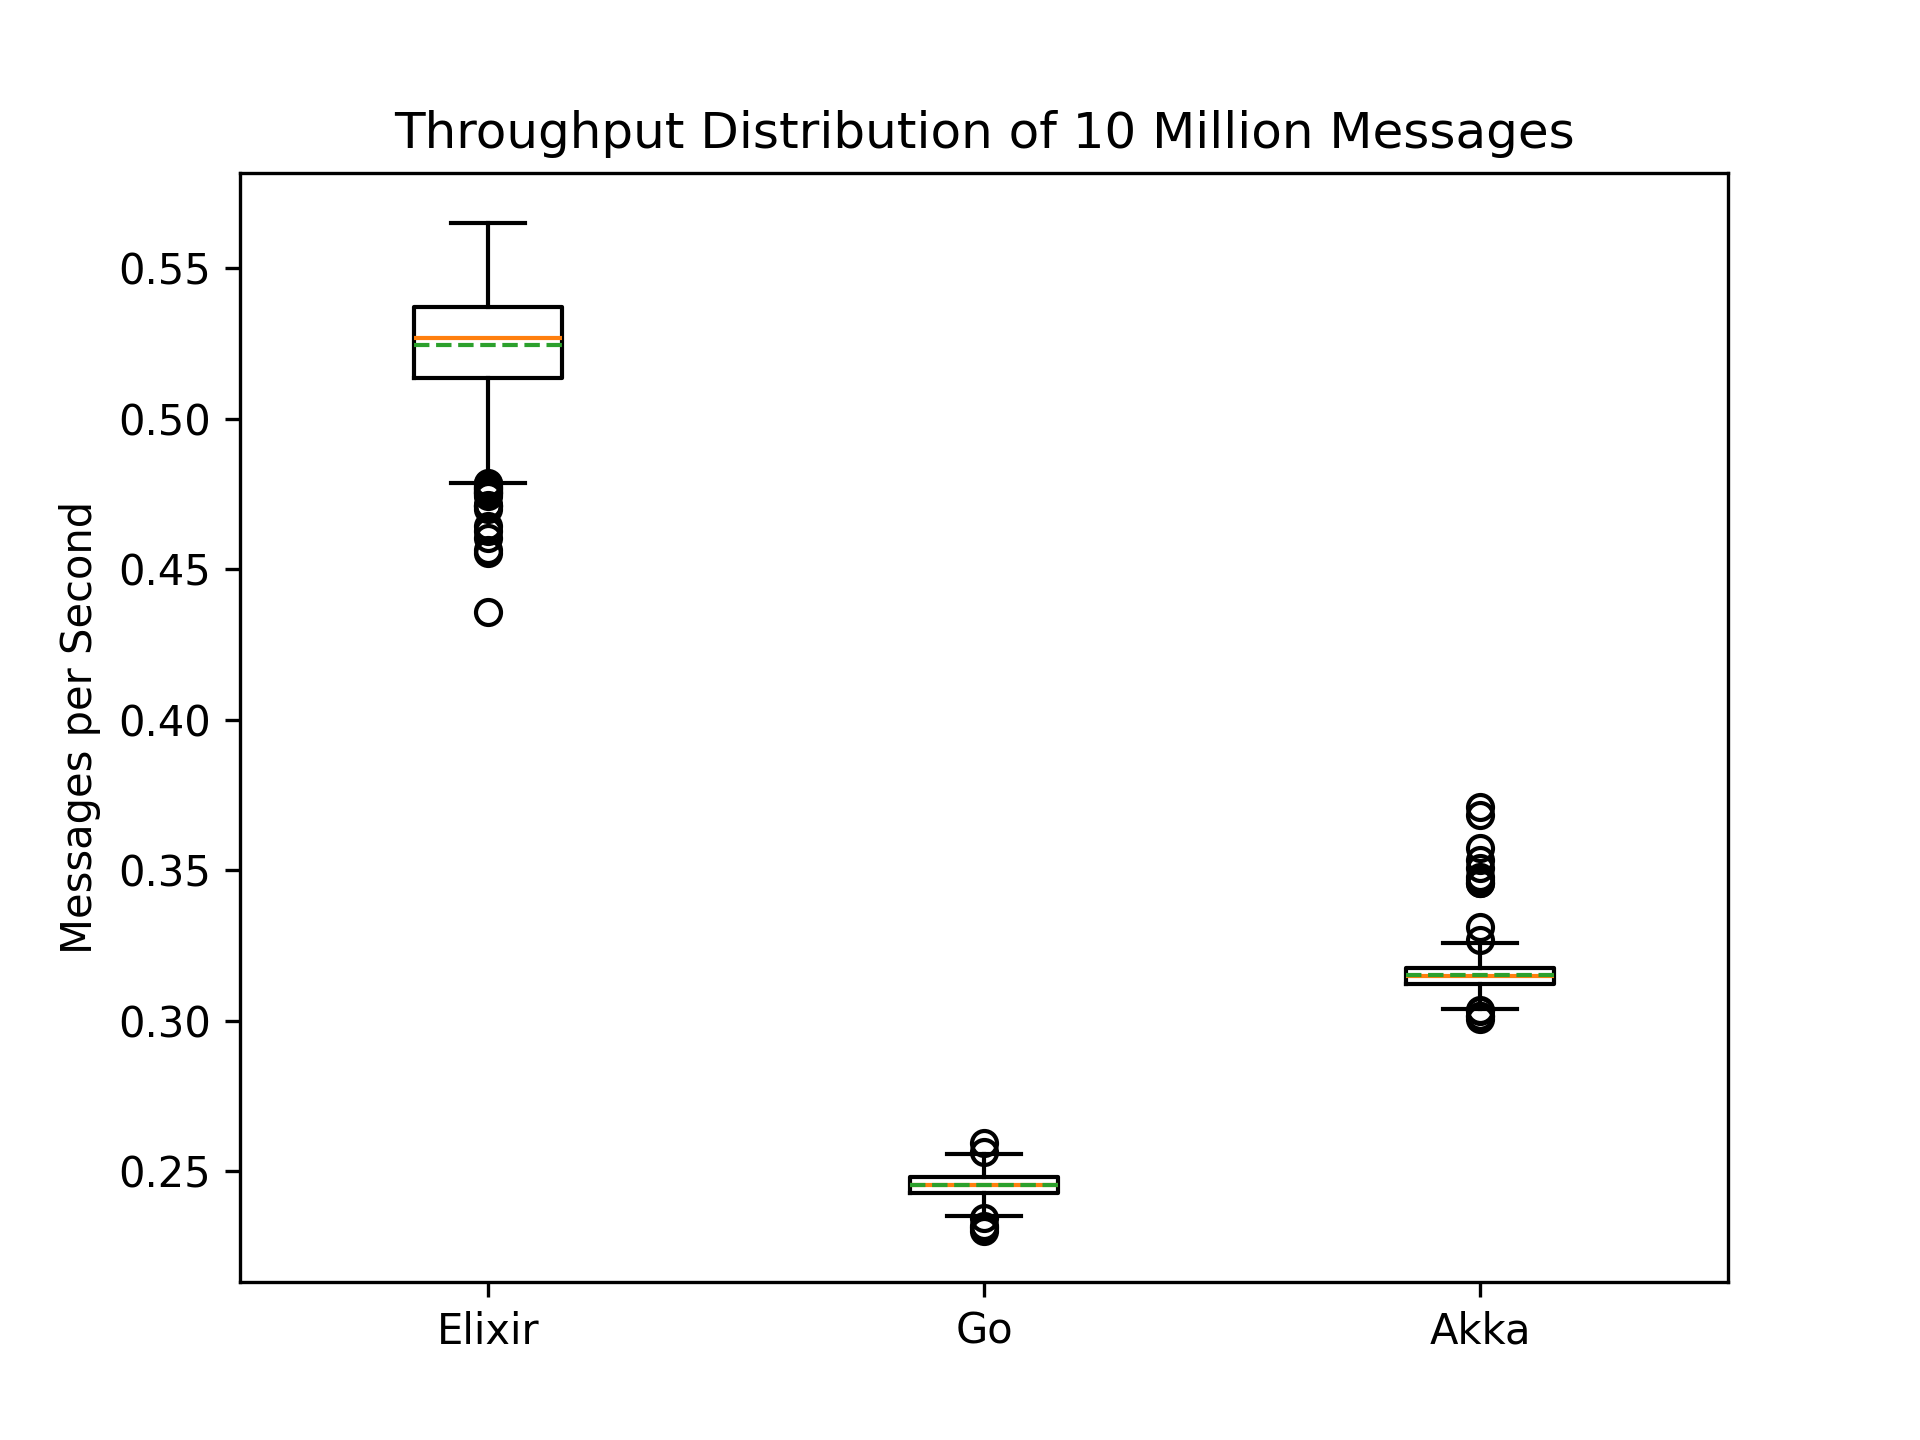 Throughput Distribution of 10 Million Messages
Messages per Second
0.55
0.50
0.45
0.40
0.35
0.30
0.25
Elixir
Go
Akka